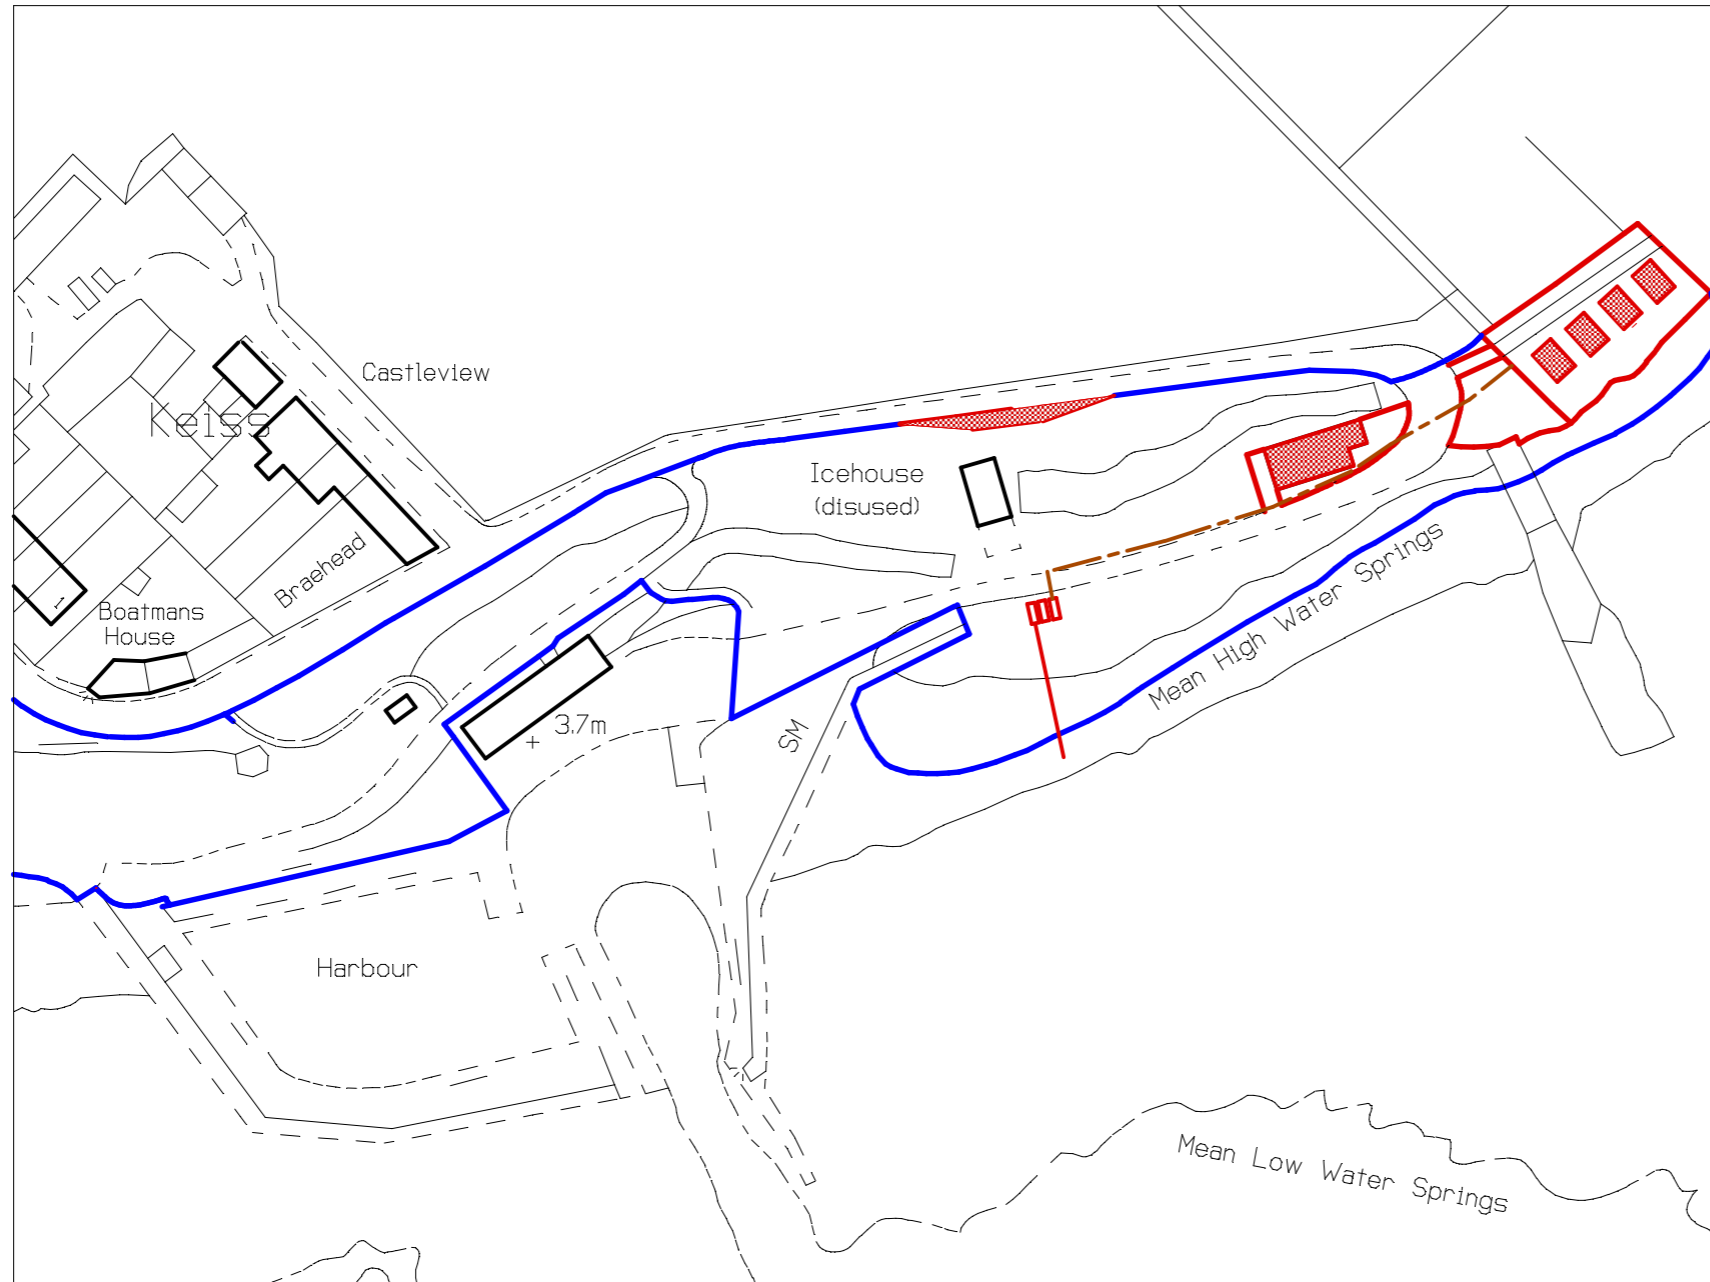 Castleview
Keiss
Icehouse
(disused)
Braehead
1
Boatmans
House
Mean High Water Springs
3.7m
SM
Harbour
Mean Low Water Springs